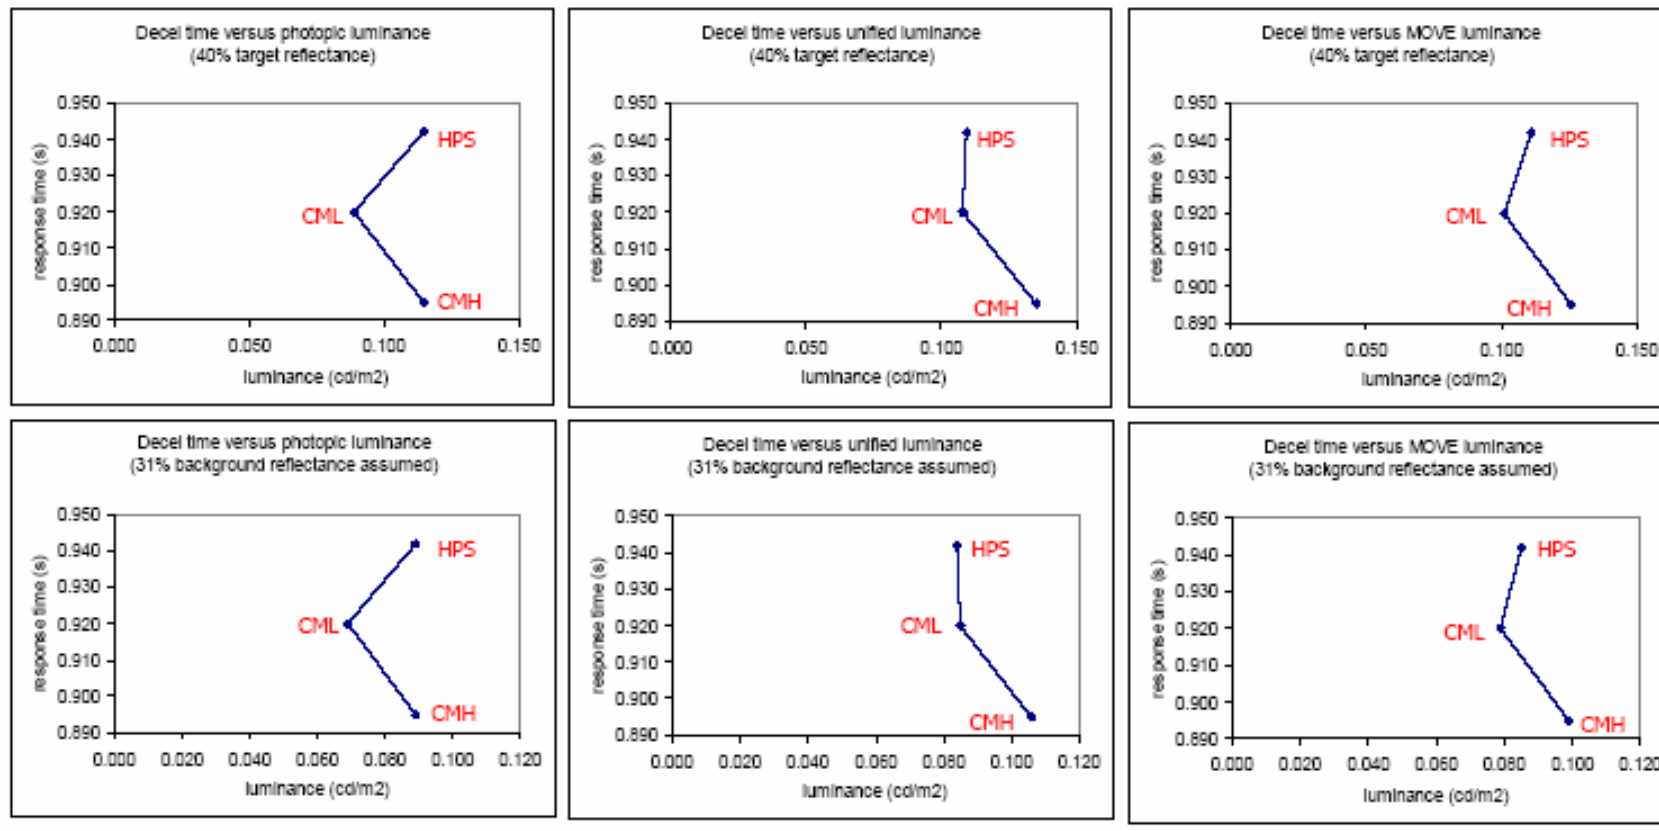 Decel time versus photopic luminance
(40% target reflectance)
0.950
0.940
0.930
0.920
0.910
0.900
0.890
response time (s)
HPS
CML
CMH
0.000 0.050 0.100 0.150
luminance (cd/m2)
Decel time versus unified luminance
(40% target reflectance)
0.950
0.940
0.930
0.920
0.910
0.900
0.890
response time (s)
HPS
CML
CMH
0.000 0.050 0.100 0.150
luminance (cd/m2)
Decel time versus MOVE luminance
(40% target reflectance)
0.950
0.940
0.930
0.920
0.910
0.900
0.890
response time (s)
HPS
CML
CMH
0.000 0.050 0.100 0.150
luminance (cd/m2)
Decel time versus photopic luminance
(31% background reflectance assumed)
0.950
0.940
0.930
0.920
0.910
0.900
0.890
response time (s)
HPS
CML
CMH
0.000 0.020 0.040 0.060 0.080 0.100 0.120
luminance (cd/m2)
Decel time versus unified luminance
(31% background reflectance assumed)
0.950
0.940
0.930
0.920
0.910
0.900
0.890
response time (s)
HPS
CML
CMH
0.000 0.020 0.040 0.060 0.080 0.100 0.120
luminance (cd/m2)
Decel time versus MOVE luminance
(31% background reflectance assumed)
0.950
0.940
0.930
0.920
0.910
0.900
0.890
response time (s)
HPS
CML
CMH
0.000 0.020 0.040 0.060 0.080 0.100 0.120
luminance (cd/m2)